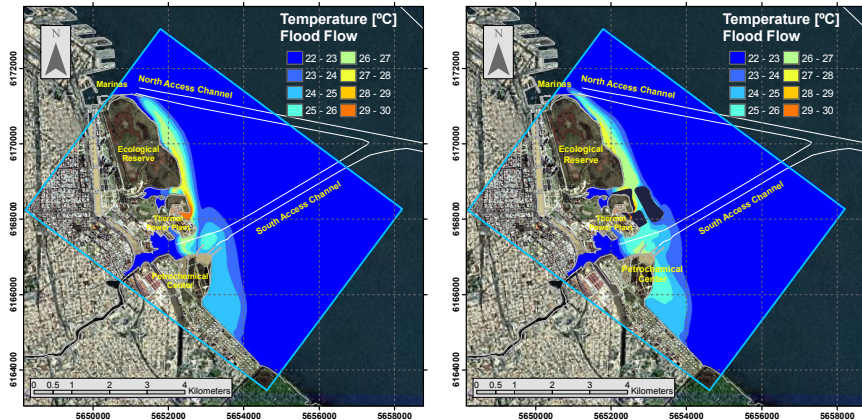 Temperature [ºC]
Flood Flow
22 - 23
26 - 27
23 - 24
27 - 28
24 - 25
28 - 29
25 - 26
29 - 30
N
Marinas
North Access Channel
Ecological
Reserve
Thermal
Power Plant
South Access Channel
Petrochemical
Center
0 0.5 1 2 3 4
Kilometers
6172000
6170000
6168000
6166000
6164000
5650000 5652000 5654000 5656000 5658000
Temperature [ºC]
Flood Flow
22 - 23
26 - 27
23 - 24
27 - 28
24 - 25
28 - 29
25 - 26
29 - 30
N
Marinas
North Access Channel
Ecological
Reserve
Thermal
Power Plant
South Access Channel
Petrochemical
Centre
0 0.5 1 2 3 4
Kilometers
6172000
6170000
6168000
6166000
6164000
5650000 5652000 5654000 5656000 5658000